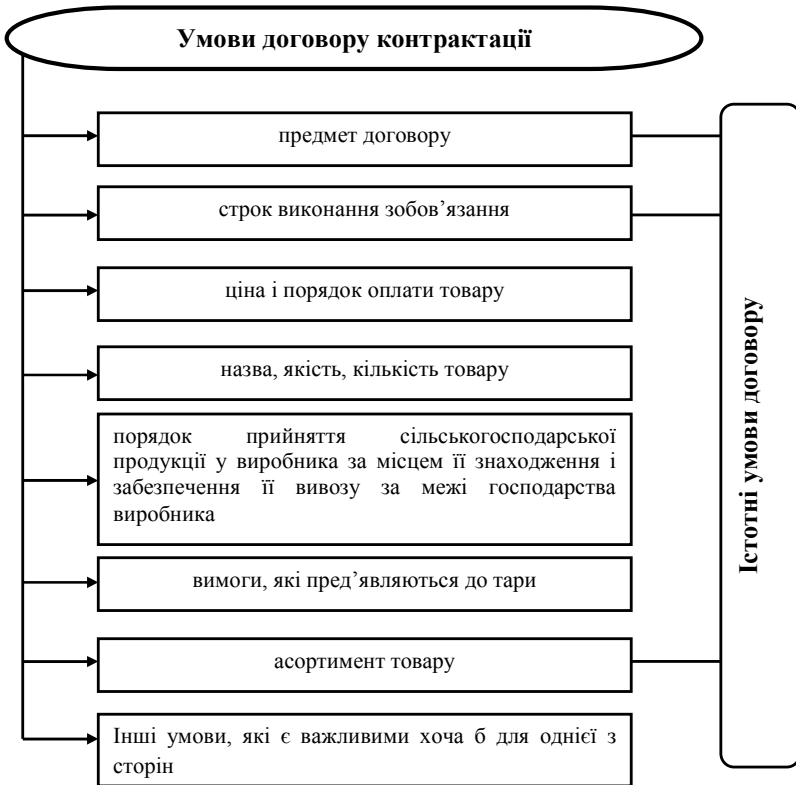 Умови договору контрактації
предмет договору
строк виконання зобов’язання
ціна і порядок оплати товару
назва, якість, кількість товару
порядок прийняття сільськогосподарської
продукції у виробника за місцем її знаходження і
забезпечення її вивозу за межі господарства
виробника
вимоги, які пред’являються до тари
асортимент товару
Інші умови, які є важливими хоча б для однієї з
сторін
Істотні умови договору